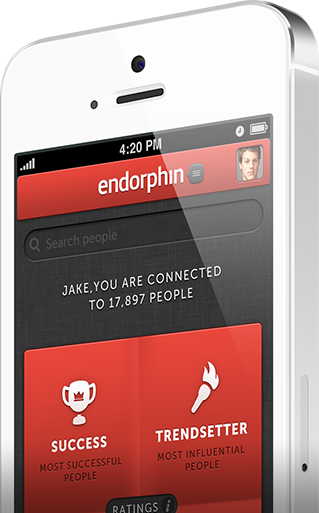 4:20 PM
endorphin
Search people
JAKE,YOU ARE CONNECTED
TO 17,897 PEOPLE
SUCCESS
MOST SUCCESSFUL
PEOPLE
TRENDSETTER
MOST INFLUENTIAL
PEOPLE
RATINGS i